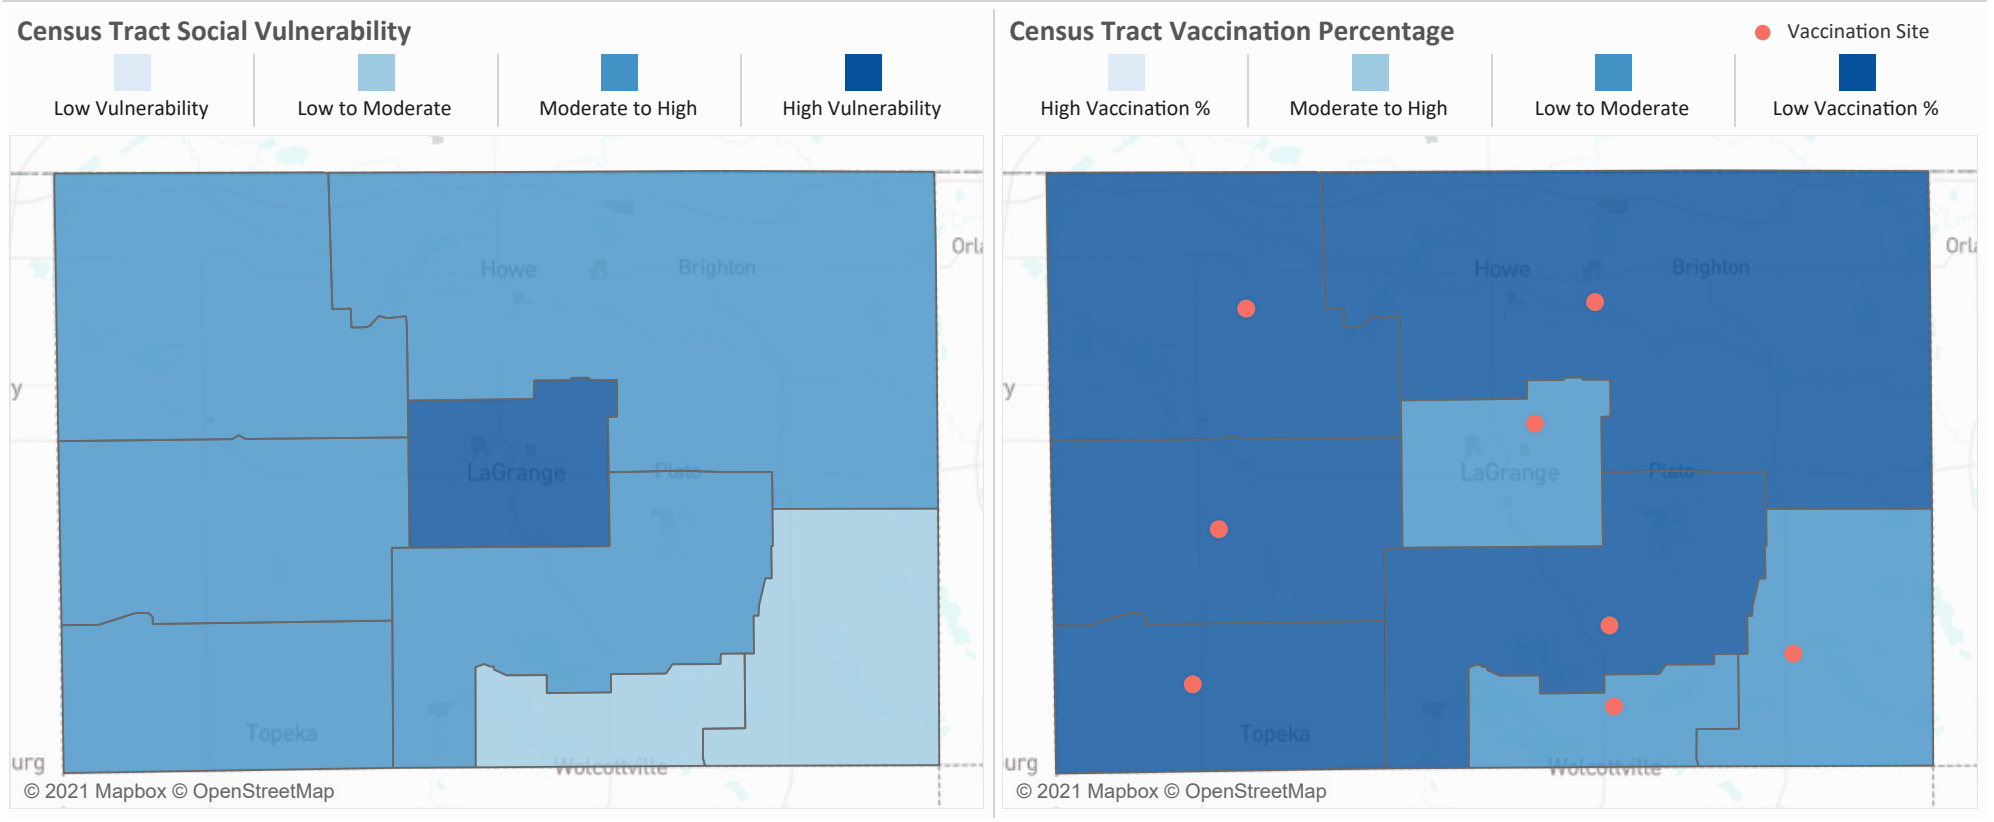 Census Tract Social Vulnerability
Low Vulnerability
Low to Moderate
Moderate to High
High Vulnerability
Howe
Brighton
Orla
y
LaGrange
Plato
Topeka
urg
Wolcottville
© 2021 Mapbox © OpenStreetMap
Census Tract Vaccination Percentage
Vaccination Site
High Vaccination %
Moderate to High
Low to Moderate
Low Vaccination %
Howe
Brighton
Orl
y
LaGrange
Plato
Topeka
urg
Wolcottville
© 2021 Mapbox © OpenStreetMap